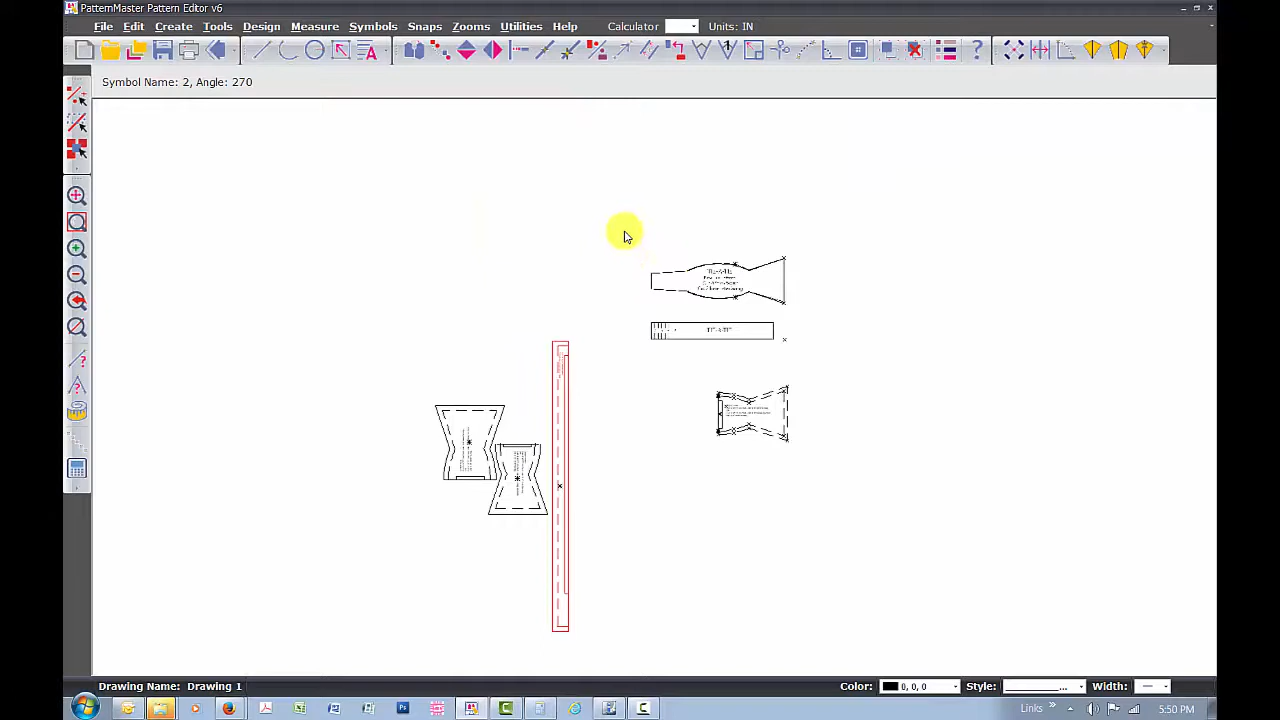 PatternMaster Pattern Editor v6
File Edit Create Tools Design Measure Symbols Snaps Zooms Utilities Help Calculator Units: IN
Symbol Name: 2, Angle: 270
Drawing Name: Drawing 1
Color: 0, 0, 0 Style: ... Width:
Links 5:50 PM